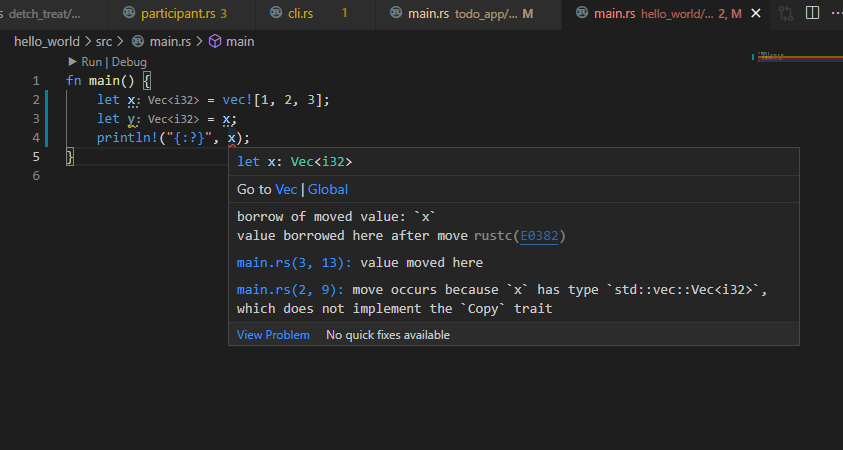 s detch_treat/...
participant.rs 3
cli.rs 1
main.rs todo_app/... M
main.rs hello_world/... 2, M
hello_world > src > main.rs > main
Run | Debug
1 fn main() {
2 let x: Vec<i32> = vec![1, 2, 3];
3 let y: Vec<i32> = x;
4 println!("{:?}", x);
5 }
6
let x: Vec<i32>
Go to Vec | Global
borrow of moved value: `x`
value borrowed here after move rustc(E0382)
main.rs(3, 13): value moved here
main.rs(2, 9): move occurs because `x` has type `std::vec::Vec<i32>`,
which does not implement the `Copy` trait
View Problem No quick fixes available